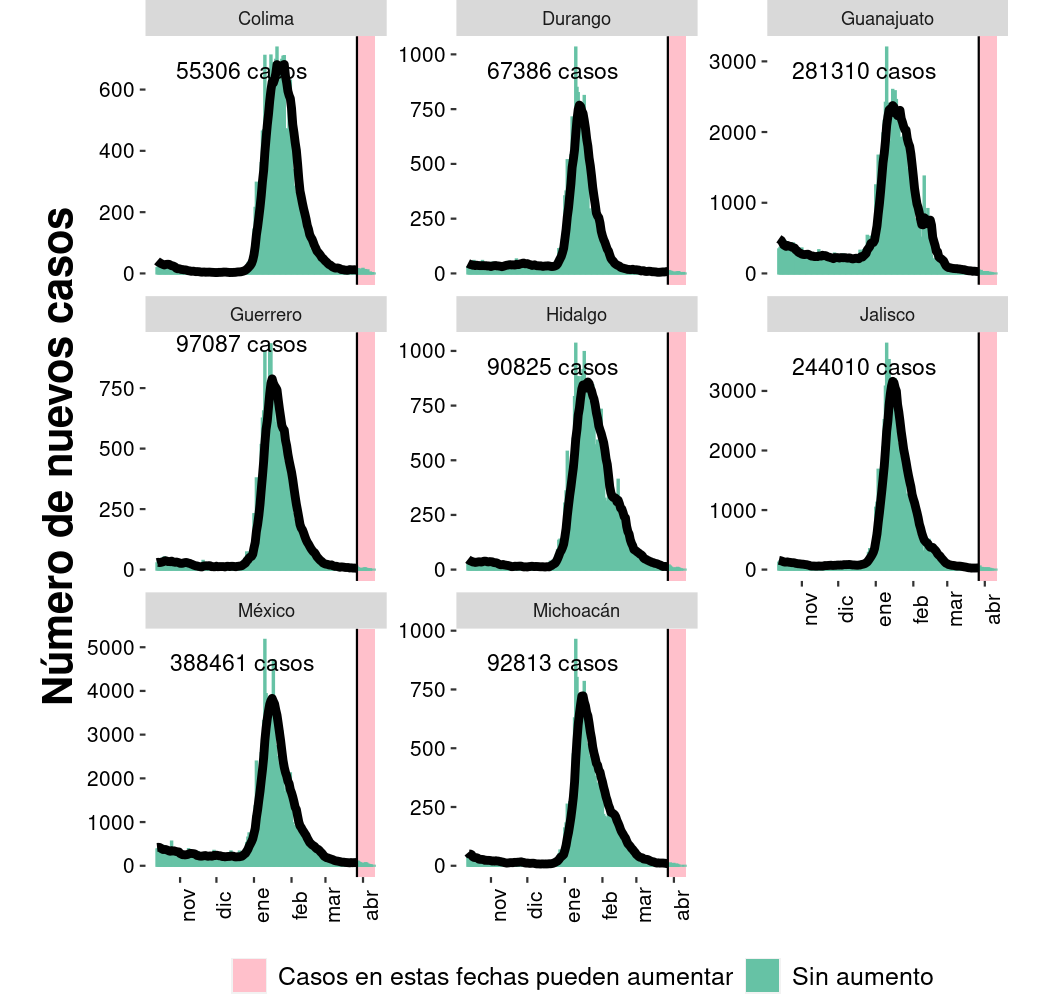 Número de nuevos casos
Colima
55306 casos
600
400
200
0
Durango
67386 casos
1000
750
500
250
0
Guanajuato
281310 casos
3000
2000
1000
0
Guerrero
97087 casos
750
500
250
0
Hidalgo
90825 casos
1000
750
500
250
0
Jalisco
244010 casos
3000
2000
1000
0
nov dic ene feb mar abr
México
388461 casos
5000
4000
3000
2000
1000
0
nov dic ene feb mar abr
Michoacán
92813 casos
1000
750
500
250
0
nov dic ene feb mar abr
Casos en estas fechas pueden aumentar Sin aumento